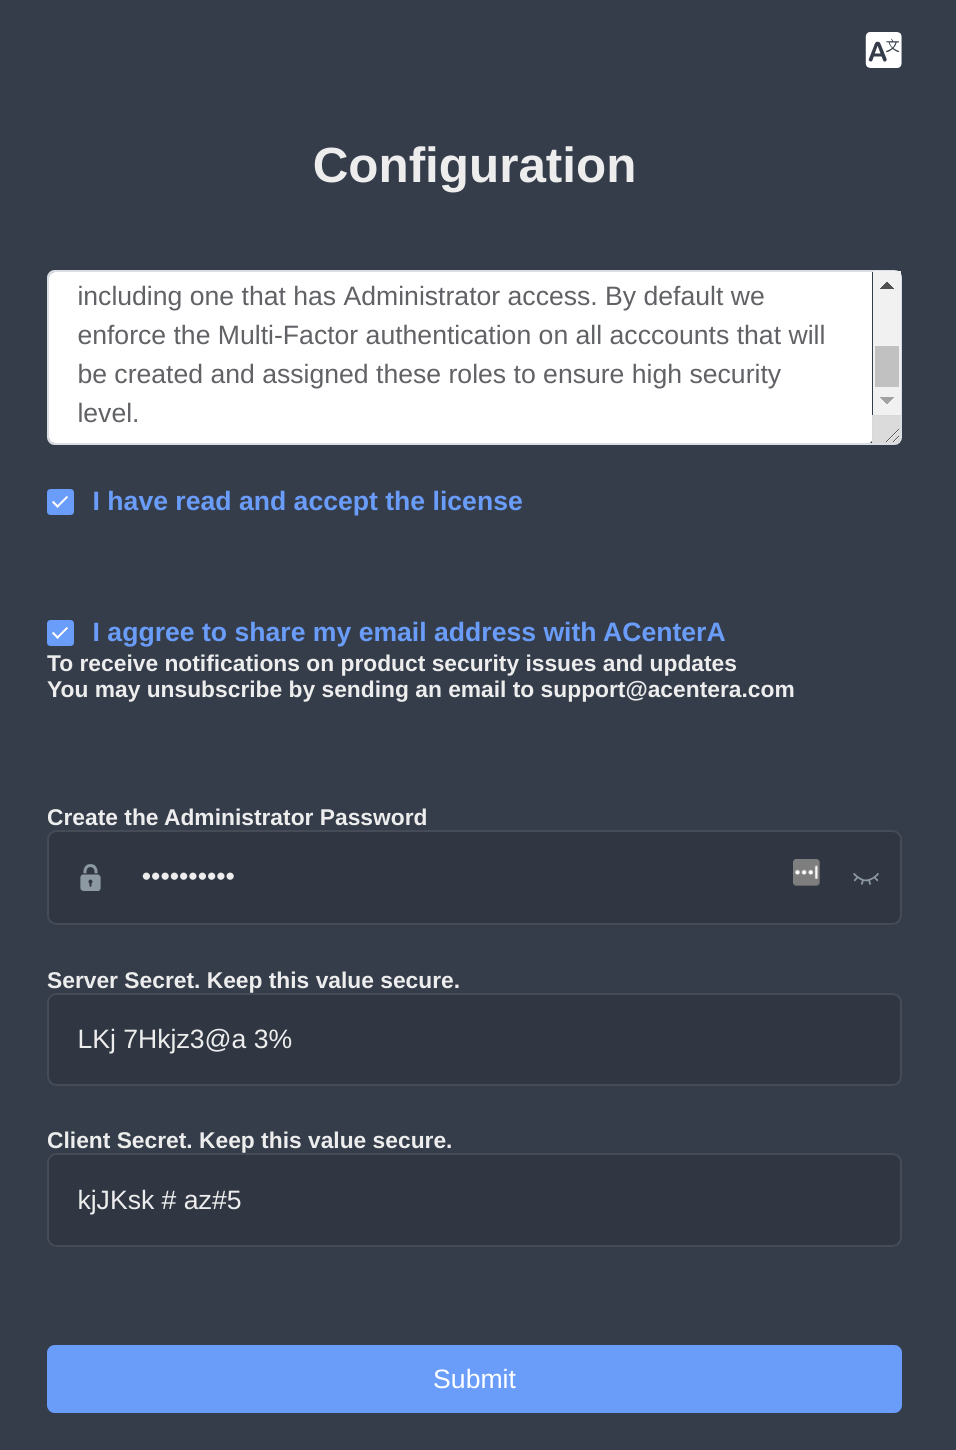 A文
Configuration
including one that has Administrator access. By default we
enforce the Multi-Factor authentication on all acccounts that will
be created and assigned these roles to ensure high security
level.
I have read and accept the license
I aggree to share my email address with ACenterA
To receive notifications on product security issues and updates
You may unsubscribe by sending an email to support@acentera.com
Create the Administrator Password
••••••••••
Server Secret. Keep this value secure.
LKj 7Hkjz3@a 3%
Client Secret. Keep this value secure.
kjJKsk # az#5
Submit